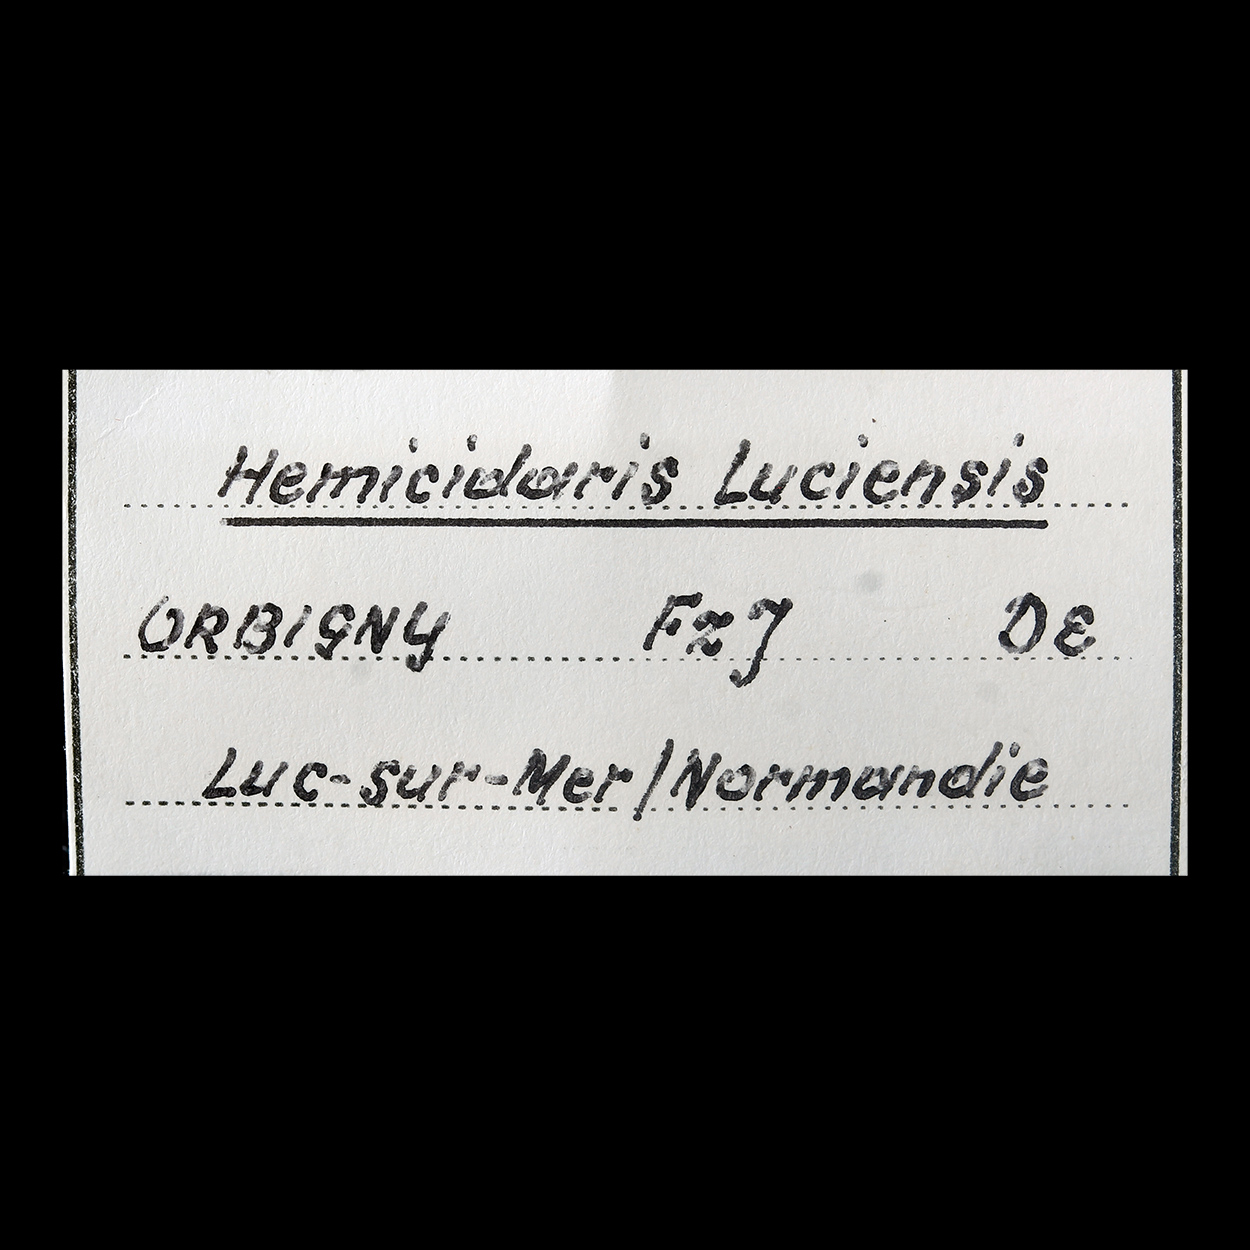 Hemicidaris Luciensis
ORBIGNY FzJ DE
Luc-sur-Mer/Normandie